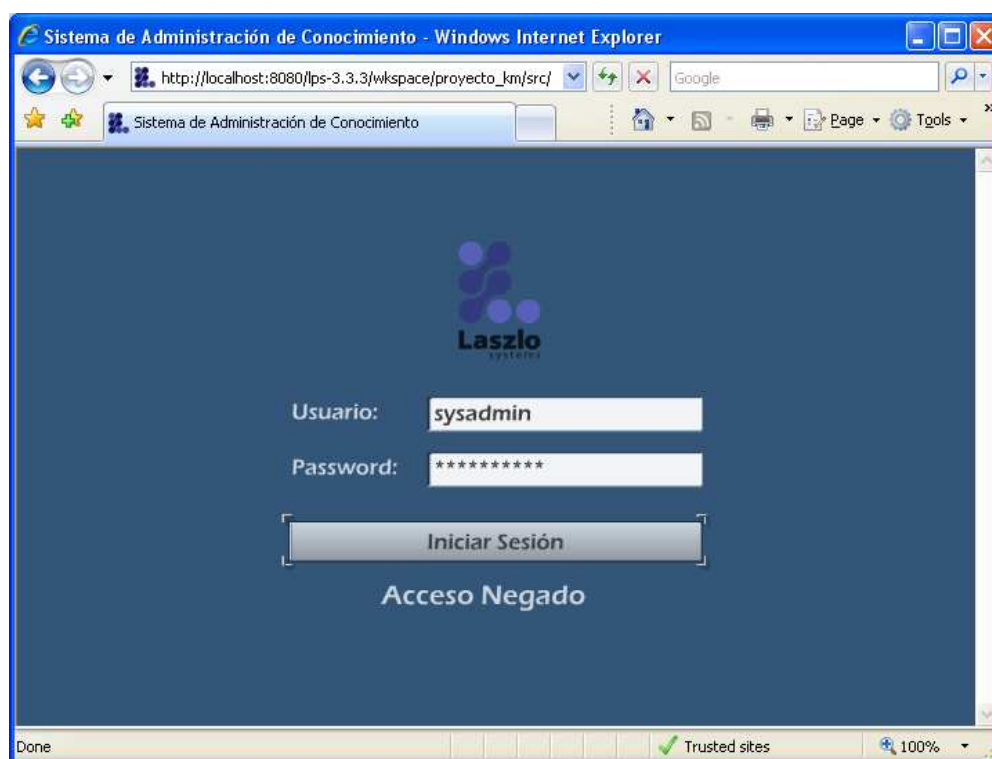 Sistema de Administración de Conocimiento - Windows Internet Explorer
http://localhost:8080/lps-3.3.3/wkspace/proyecto_km/src/
Google
Sistema de Administración de Conocimiento
Page
Tools
»
Laszlo
systems
Usuario:
sysadmin
Password:
**********
Iniciar Sesión
Acceso Negado
Done
Trusted sites
100%